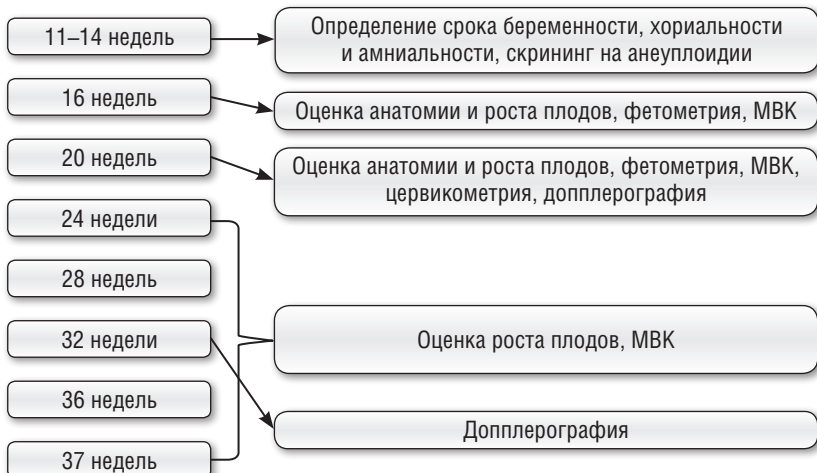 11–14 недель
Определение срока беременности, хориальности
и амниальности, скрининг на анеуплоидии
16 недель
Оценка анатомии и роста плодов, фетометрия, МВК
20 недель
Оценка анатомии и роста плодов, фетометрия, МВК,
цервикометрия, допплерография
24 недели
28 недель
32 недели
Оценка роста плодов, МВК
36 недель
Допплерография
37 недель